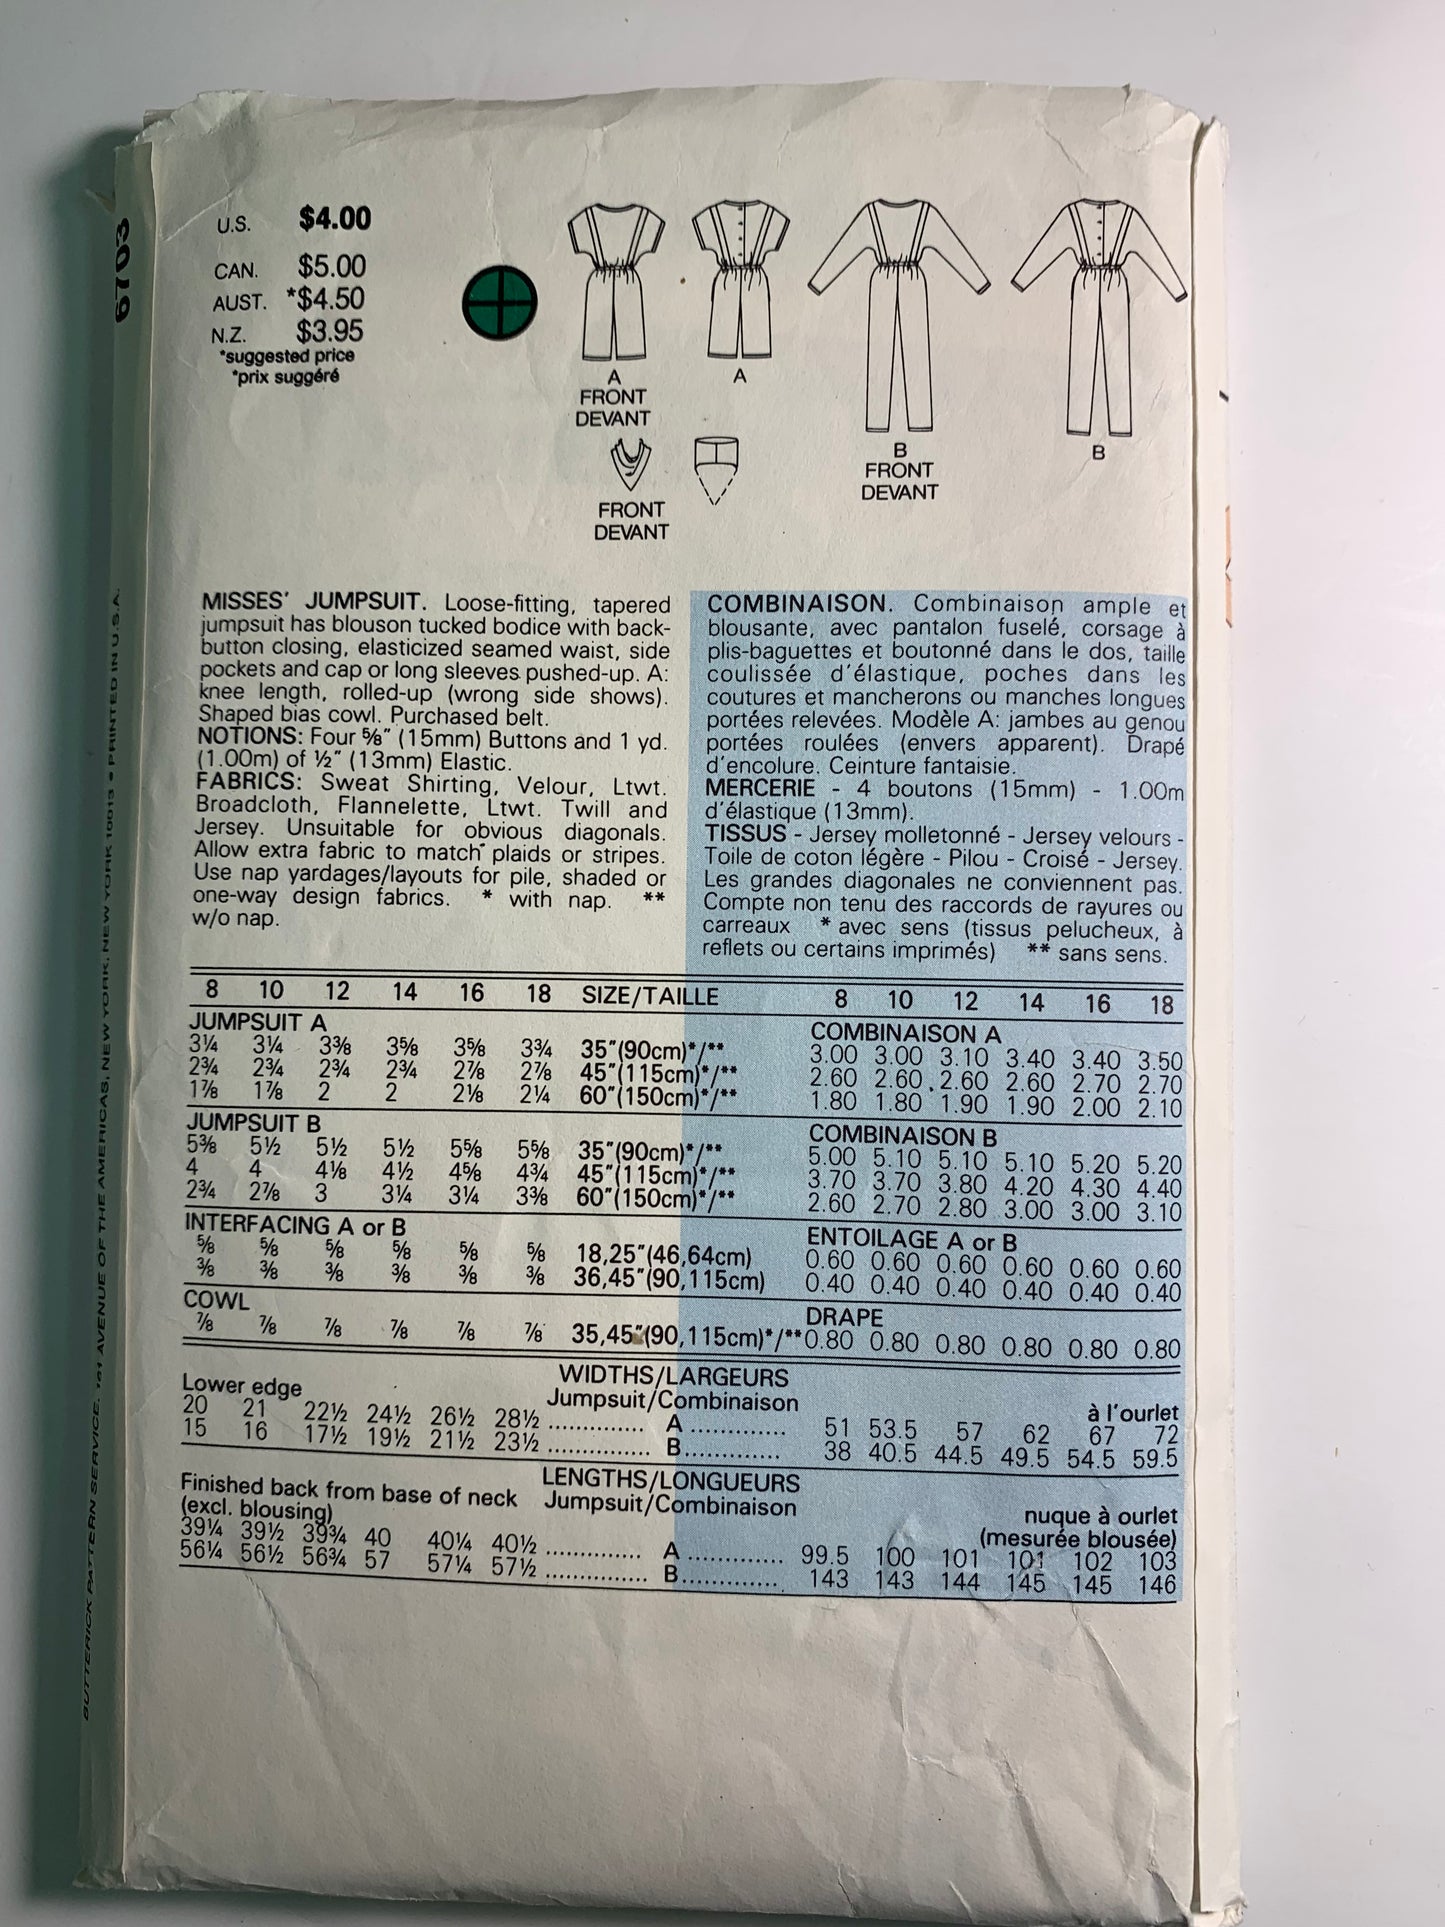 6703
BUTTERICK PATTERN SERVICE, 161 AVENUE OF THE AMERICAS, NEW YORK, NEW YORK 10013 • PRINTED IN U.S.A.
U.S. $4.00
CAN. $5.00
AUST. *$4.50
N.Z. $3.95
*suggested price
*prix suggéré
A
FRONT
DEVANT
A
B
FRONT
DEVANT
B
FRONT
DEVANT
MISSES' JUMPSUIT. Loose-fitting, tapered
jumpsuit has blouson tucked bodice with back-
button closing, elasticized seamed waist, side
pockets and cap or long sleeves pushed-up. A:
knee length, rolled-up (wrong side shows).
Shaped bias cowl. Purchased belt.
NOTIONS: Four ⅝" (15mm) Buttons and 1 yd.
(1.00m) of ½" (13mm) Elastic.
FABRICS: Sweat Shirting, Velour, Ltwt.
Broadcloth, Flannelette, Ltwt. Twill and
Jersey. Unsuitable for obvious diagonals.
Allow extra fabric to match plaids or stripes.
Use nap yardages/layouts for pile, shaded or
one-way design fabrics. * with nap. **
w/o nap.
COMBINAISON. Combinaison ample et
blousante, avec pantalon fuselé, corsage à
plis-baguettes et boutonné dans le dos, taille
coulissée d'élastique, poches dans les
coutures et mancherons ou manches longues
portées relevées. Modèle A: jambes au genou
portées roulées (envers apparent). Drapé
d'encolure. Ceinture fantaisie.
MERCERIE - 4 boutons (15mm) - 1.00m
d'élastique (13mm).
TISSUS - Jersey molletonné - Jersey velours -
Toile de coton légère - Pilou - Croisé - Jersey.
Les grandes diagonales ne conviennent pas.
Compte non tenu des raccords de rayures ou
carreaux * avec sens (tissus pelucheux, à
reflets ou certains imprimés) ** sans sens.
8 10 12 14 16 18 SIZE/TAILLE 8 10 12 14 16 18
JUMPSUIT A COMBINAISON A
3¼ 3¼ 3⅜ 3⅝ 3⅝ 3¾ 35"(90cm)*/** 3.00 3.00 3.10 3.40 3.40 3.50
2¾ 2¾ 2¾ 2¾ 2⅞ 2⅞ 45"(115cm)*/** 2.60 2.60 2.60 2.60 2.70 2.70
1⅞ 1⅞ 2 2 2⅛ 2¼ 60"(150cm)*/** 1.80 1.80 1.90 1.90 2.00 2.10
JUMPSUIT B COMBINAISON B
5⅜ 5½ 5½ 5½ 5⅝ 5⅝ 35"(90cm)*/** 5.00 5.10 5.10 5.10 5.20 5.20
4 4 4⅛ 4½ 4⅝ 4¾ 45"(115cm)*/** 3.70 3.70 3.80 4.20 4.30 4.40
2¾ 2⅞ 3 3¼ 3¼ 3⅜ 60"(150cm)*/** 2.60 2.70 2.80 3.00 3.00 3.10
INTERFACING A or B ENTOILAGE A or B
⅝ ⅝ ⅝ ⅝ ⅝ ⅝ 18,25"(46,64cm) 0.60 0.60 0.60 0.60 0.60 0.60
⅜ ⅜ ⅜ ⅜ ⅜ ⅜ 36,45"(90,115cm) 0.40 0.40 0.40 0.40 0.40 0.40
COWL DRAPE
⅞ ⅞ ⅞ ⅞ ⅞ ⅞ 35,45"(90,115cm)*/** 0.80 0.80 0.80 0.80 0.80 0.80
WIDTHS/LARGEURS
Lower edge Jumpsuit/Combinaison à l'ourlet
20 21 22½ 24½ 26½ 28½ ............... A ............. 51 53.5 57 62 67 72
15 16 17½ 19½ 21½ 23½ ............... B ............. 38 40.5 44.5 49.5 54.5 59.5
LENGTHS/LONGUEURS
Finished back from base of neck Jumpsuit/Combinaison nuque à ourlet
(excl. blousing) (mesurée blousée)
39¼ 39½ 39¾ 40 40¼ 40½ .............. A ............. 99.5 100 101 101 102 103
56¼ 56½ 56¾ 57 57¼ 57½ ............... B ............. 143 143 144 145 145 146